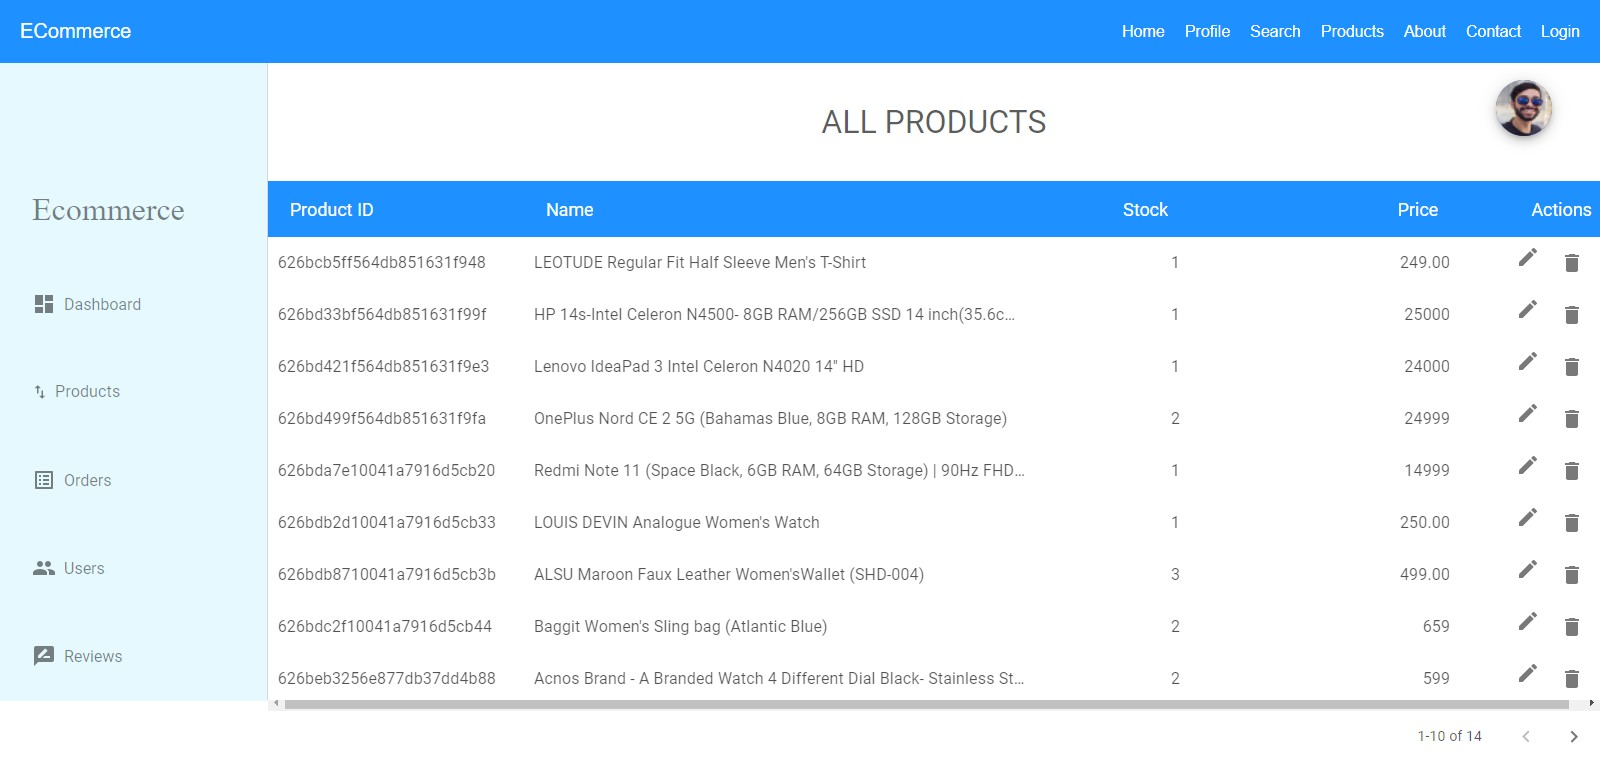 ECommerce
Home Profile Search Products About Contact Login
ALL PRODUCTS
Ecommerce
Dashboard
Products
Orders
Users
Reviews
Product ID Name Stock Price Actions
626bcb5ff564db851631f948 LEOTUDE Regular Fit Half Sleeve Men's T-Shirt 1 249.00
626bd33bf564db851631f99f HP 14s-Intel Celeron N4500- 8GB RAM/256GB SSD 14 inch(35.6c... 1 25000
626bd421f564db851631f9e3 Lenovo IdeaPad 3 Intel Celeron N4020 14" HD 1 24000
626bd499f564db851631f9fa OnePlus Nord CE 2 5G (Bahamas Blue, 8GB RAM, 128GB Storage) 2 24999
626bda7e10041a7916d5cb20 Redmi Note 11 (Space Black, 6GB RAM, 64GB Storage) | 90Hz FHD... 1 14999
626bdb2d10041a7916d5cb33 LOUIS DEVIN Analogue Women's Watch 1 250.00
626bdb8710041a7916d5cb3b ALSU Maroon Faux Leather Women'sWallet (SHD-004) 3 499.00
626bdc2f10041a7916d5cb44 Baggit Women's Sling bag (Atlantic Blue) 2 659
626beb3256e877db37dd4b88 Acnos Brand - A Branded Watch 4 Different Dial Black- Stainless St... 2 599
1-10 of 14